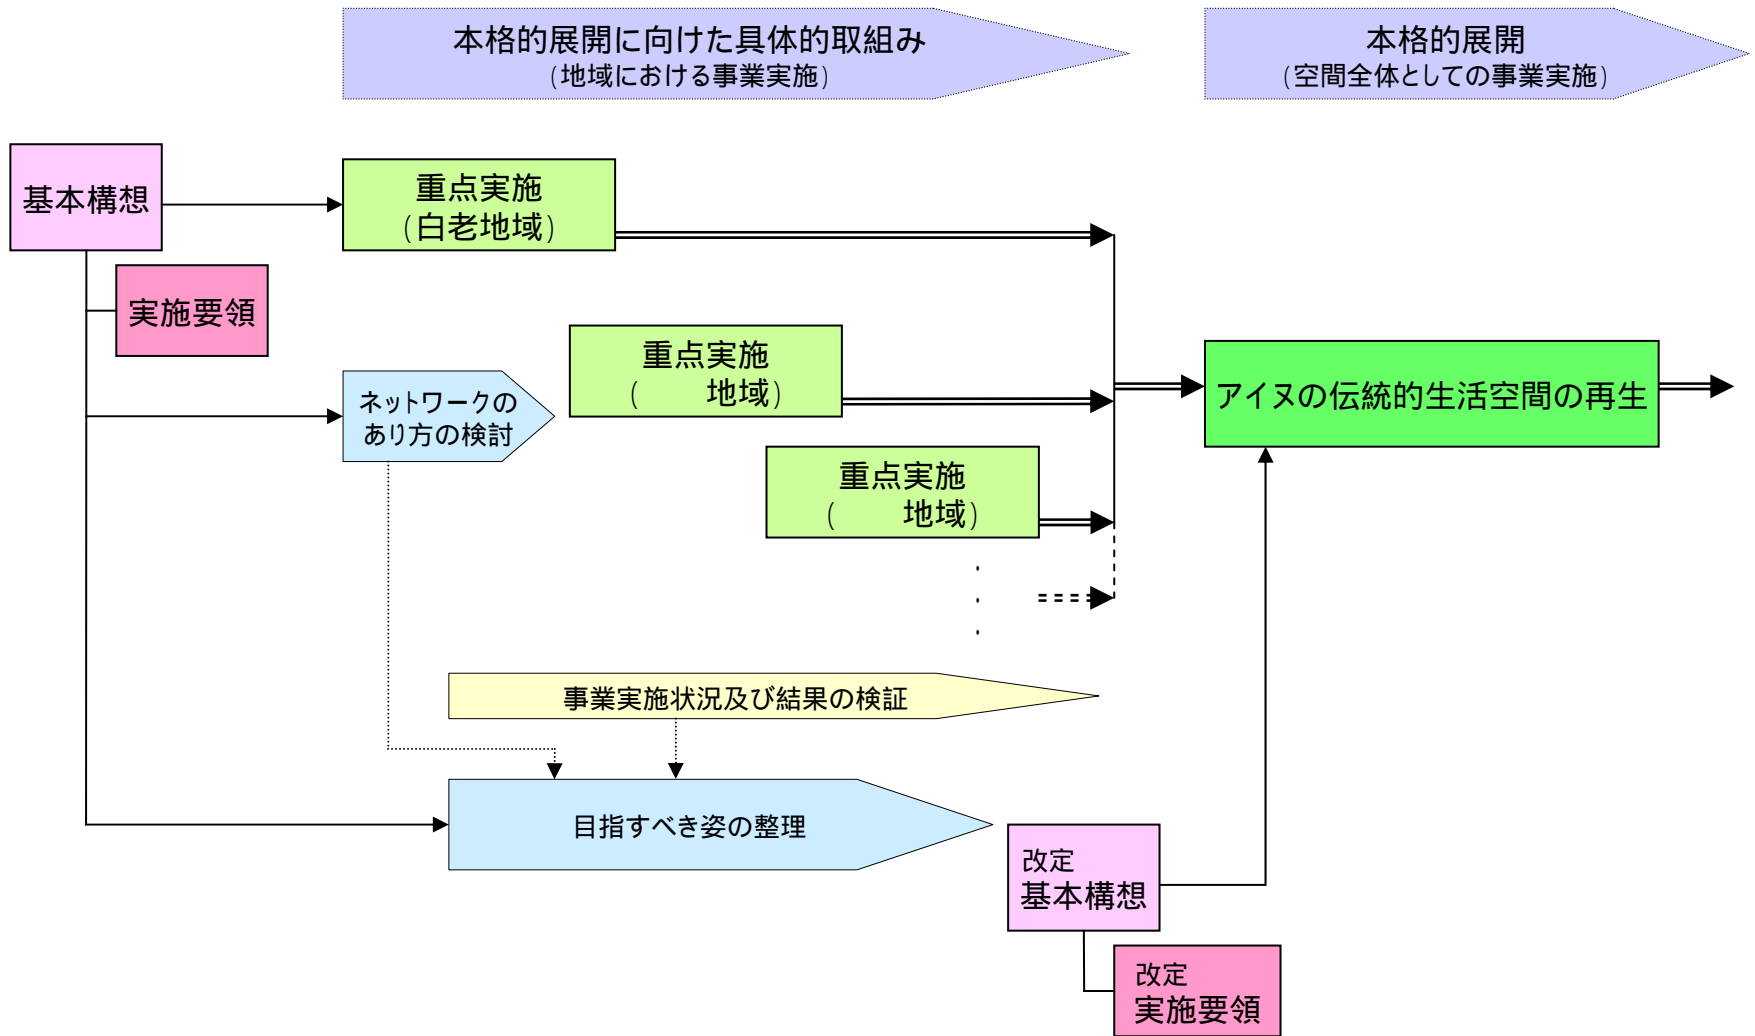 本格的展開に向けた具体的取組み
(地域における事業実施)
本格的展開
(空間全体としての事業実施)
基本構想
重点実施
(白老地域)
実施要領
重点実施
(　　地域)
ネットワークの
あり方の検討
アイヌの伝統的生活空間の再生
重点実施
(　　地域)
・
・
・
事業実施状況及び結果の検証
目指すべき姿の整理
改定
基本構想
改定
実施要領